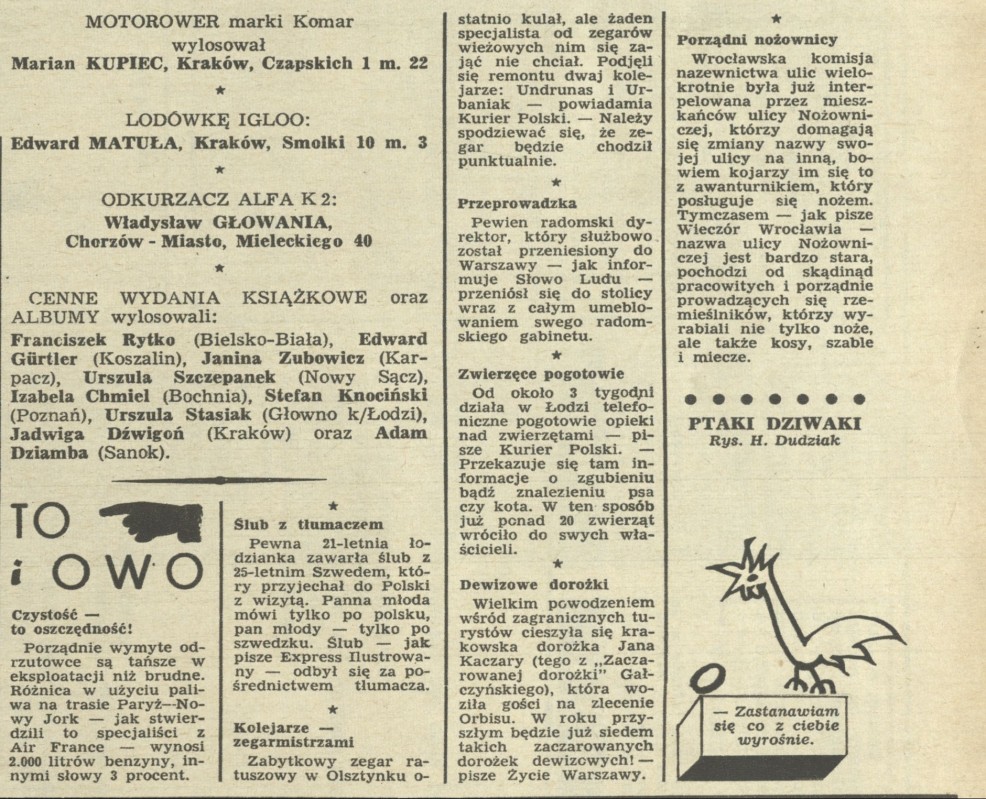 MOTOROWER marki Komar
wylosował
Marian KUPIEC, Kraków, Czapskich 1 m. 22
★
LODÓWKĘ IGLOO:
Edward MATUŁA, Kraków, Smolki 10 m. 3
★
ODKURZACZ ALFA K 2:
Władysław GŁOWANIA,
Chorzów - Miasto, Mieleckiego 40
★
CENNE WYDANIA KSIĄŻKOWE oraz
ALBUMY wylosowali:
Franciszek Rytko (Bielsko-Biała), Edward
Gürtler (Koszalin), Janina Zubowicz (Kar-
pacz), Urszula Szczepanek (Nowy Sącz),
Izabela Chmiel (Bochnia), Stefan Knociński
(Poznań), Urszula Stasiak (Głowno k/Łodzi),
Jadwiga Dźwigoń (Kraków) oraz Adam
Dziamba (Sanok).
TO
i OWO
Czystość —
to oszczędność!
Porządnie wymyte od-
rzutowce są tańsze w
eksploatacji niż brudne.
Różnica w użyciu pali-
wa na trasie Paryż—No-
wy Jork — jak stwier-
dzili to specjaliści z
Air France — wynosi
2.000 litrów benzyny, in-
nymi słowy 3 procent.
★
Ślub z tłumaczem
Pewna 21-letnia ło-
dzianka zawarła ślub z
25-letnim Szwedem, któ-
ry przyjechał do Polski
z wizytą. Panna młoda
mówi tylko po polsku,
pan młody — tylko po
szwedzku. Ślub — jak
pisze Express Ilustrowa-
ny — odbył się za po-
średnictwem tłumacza.
★
Kolejarze —
zegarmistrzami
Zabytkowy zegar ra-
tuszowy w Olsztynku o-
statnio kulał, ale żaden
specjalista od zegarów
wieżowych nim się za-
jąć nie chciał. Podjęli
się remontu dwaj kole-
jarze: Undrunas i Ur-
baniak — powiadamia
Kurier Polski. — Należy
spodziewać się, że ze-
gar będzie chodził
punktualnie.
★
Przeprowadzka
Pewien radomski dy-
rektor, który służbowo
został przeniesiony do
Warszawy — jak infor-
muje Słowo Ludu —
przeniósł się do stolicy
wraz z całym umeblo-
waniem swego radom-
skiego gabinetu.
★
Zwierzęce pogotowie
Od około 3 tygodni
działa w Łodzi telefo-
niczne pogotowie opieki
nad zwierzętami — pi-
sze Kurier Polski. —
Przekazuje się tam in-
formacje o zgubieniu
bądź znalezieniu psa
czy kota. W ten sposób
już ponad 20 zwierząt
wróciło do swych wła-
ścicieli.
★
Dewizowe dorożki
Wielkim powodzeniem
wśród zagranicznych tu-
rystów cieszyła się kra-
kowska dorożka Jana
Kaczary (tego z „Zacza-
rowanej dorożki" Gał-
czyńskiego), która wo-
ziła gości na zlecenie
Orbisu. W roku przy-
szłym będzie już siedem
takich zaczarowanych
dorożek dewizowych! —
pisze Życie Warszawy.
★
Porządni nożownicy
Wrocławska komisja
nazewnictwa ulic wielo-
krotnie była już inter-
pelowana przez miesz-
kańców ulicy Nożowni-
czej, którzy domagają
się zmiany nazwy swo-
jej ulicy na inną, bo-
wiem kojarzy im się to
z awanturnikiem, który
posługuje się nożem.
Tymczasem — jak pisze
Wieczór Wrocławia —
nazwa ulicy Nożowni-
czej jest bardzo stara,
pochodzi od skądinąd
pracowitych i porządnie
prowadzących się rze-
mieślników, którzy wy-
rabiali nie tylko noże,
ale także kosy, szable
i miecze.
PTAKI DZIWAKI
Rys. H. Dudziak
— Zastanawiam
się co z ciebie
wyrośnie.